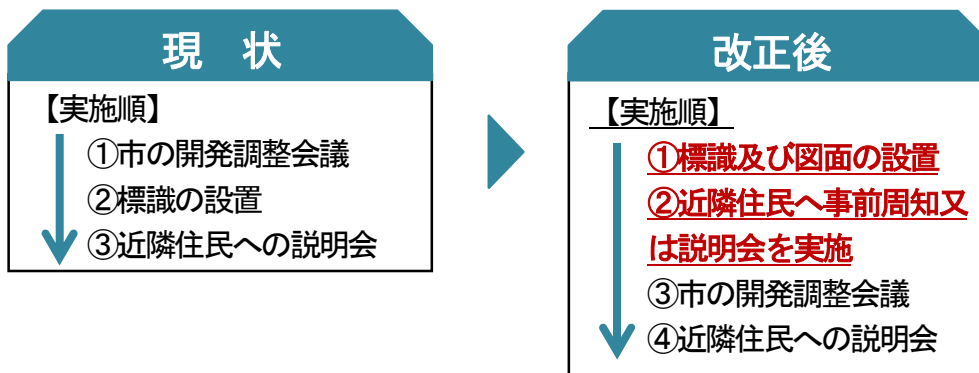 現　状
【実施順】
①市の開発調整会議
②標識の設置
③近隣住民への説明会
改正後
【実施順】
①標識及び図面の設置
②近隣住民へ事前周知又
は説明会を実施
③市の開発調整会議
④近隣住民への説明会